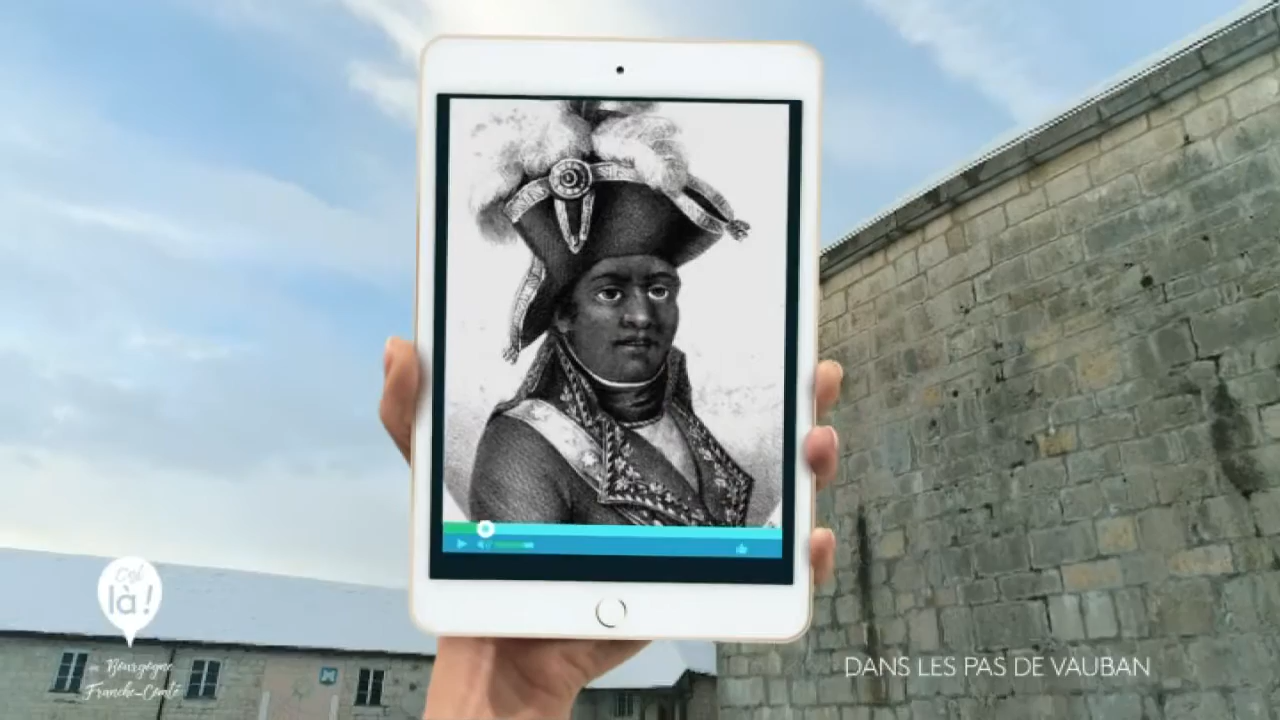 C'est
là !
en Bourgogne
Franche-Comté
DANS LES PAS DE VAUBAN